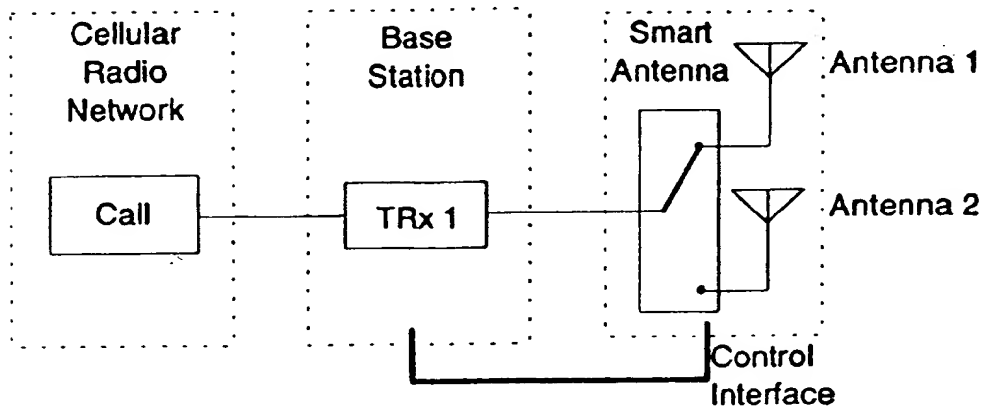 Cellular
Radio
Network
Base
Station
Smart
Antenna
Antenna 1
Call
TRx 1
Antenna 2
Control
Interface